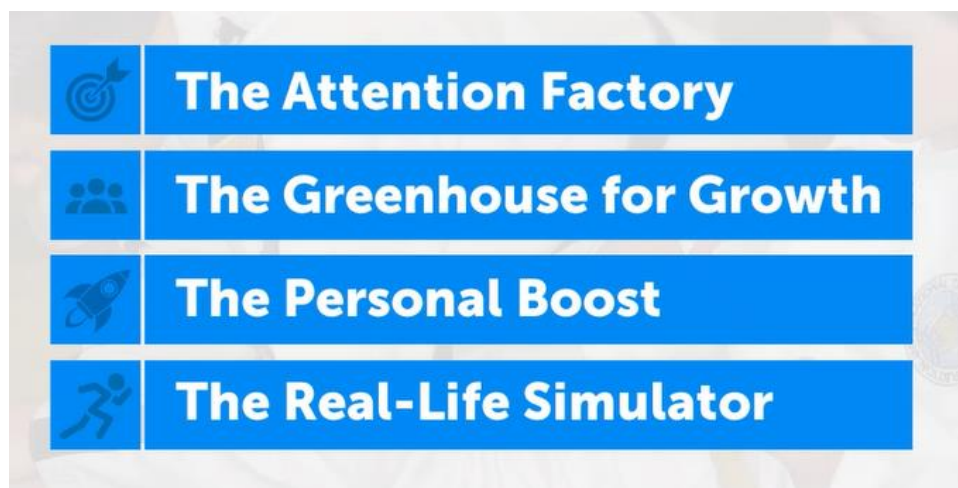 The Attention Factory
The Greenhouse for Growth
The Personal Boost
The Real-Life Simulator